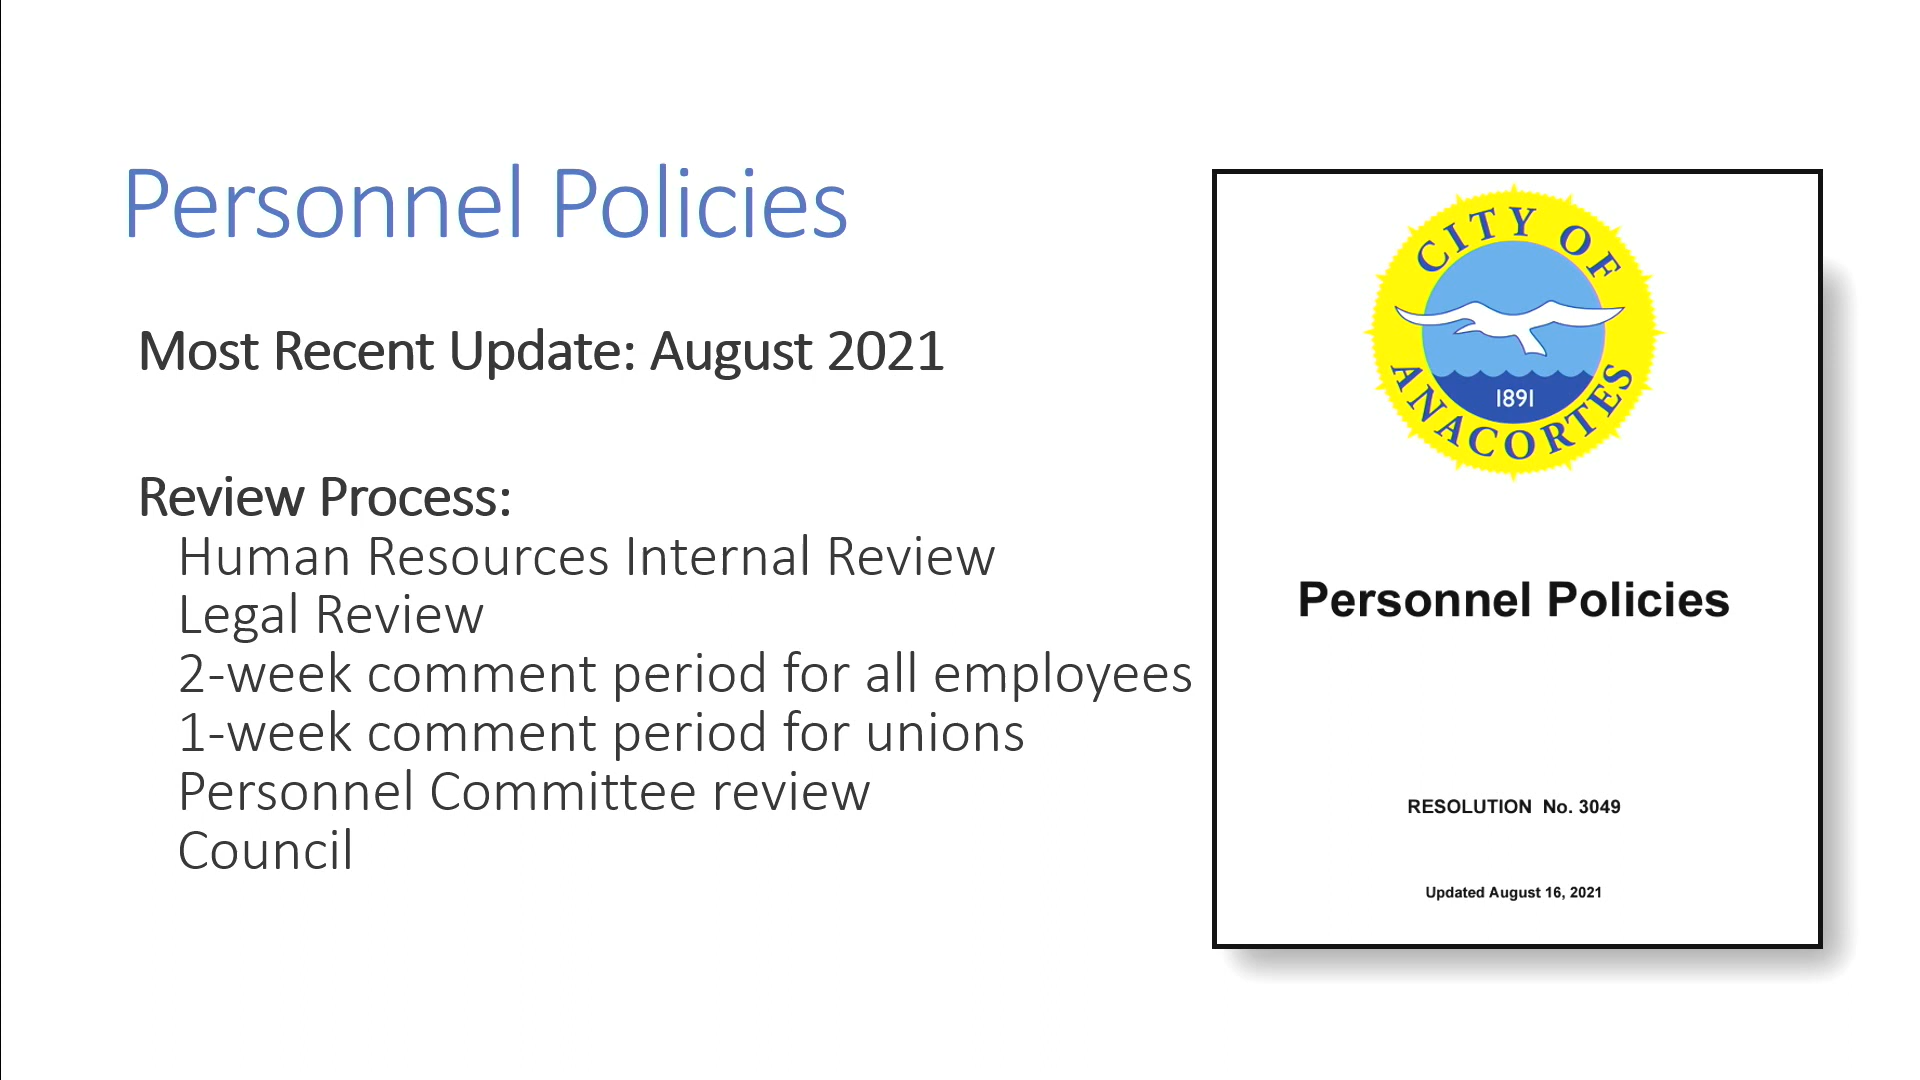 Personnel Policies
Most Recent Update: August 2021
Review Process:
Human Resources Internal Review
Legal Review
2-week comment period for all employees
1-week comment period for unions
Personnel Committee review
Council
CITY OF
ANACORTES
1891
Personnel Policies
RESOLUTION No. 3049
Updated August 16, 2021